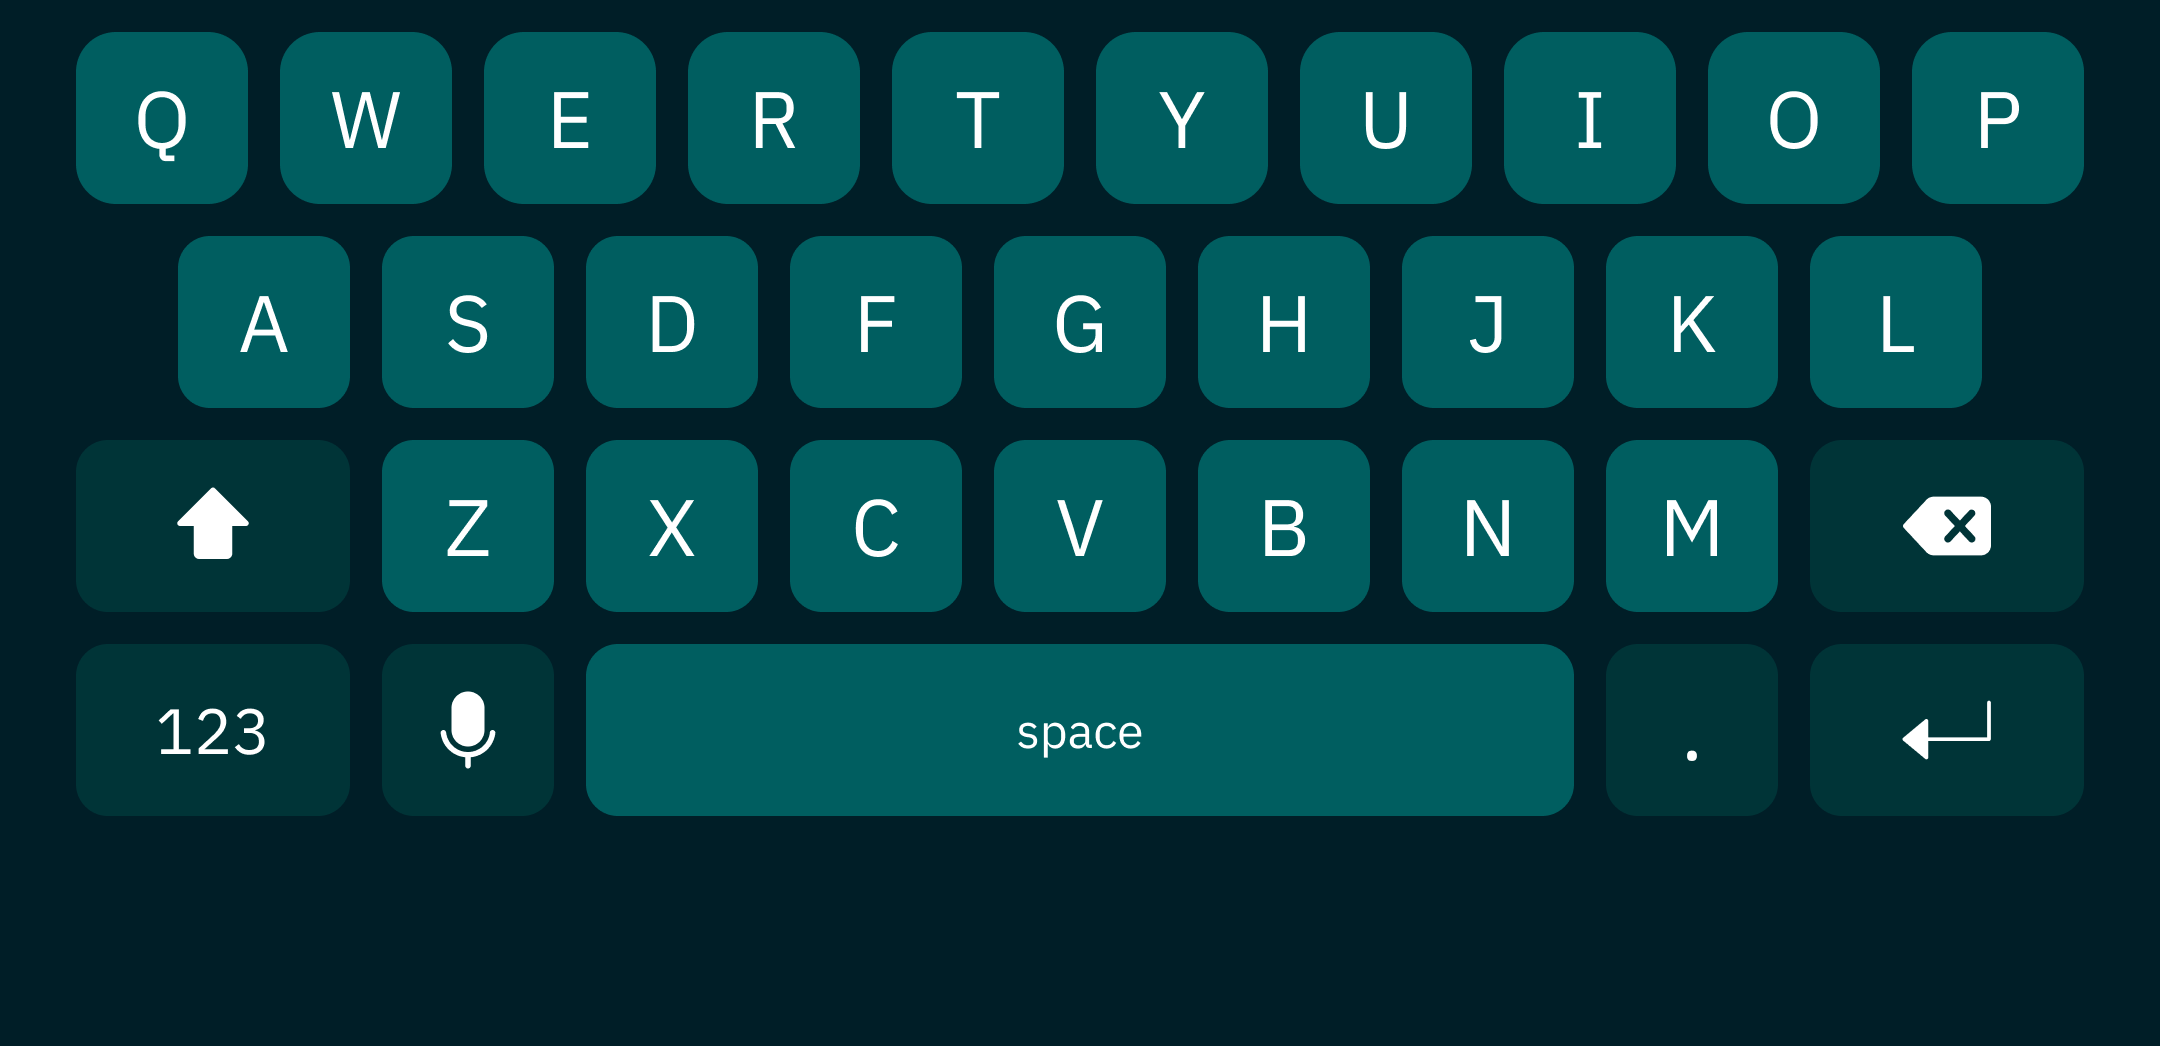 Q W E R T Y U I O P
A S D F G H J K L
Z X C V B N M
123 space .